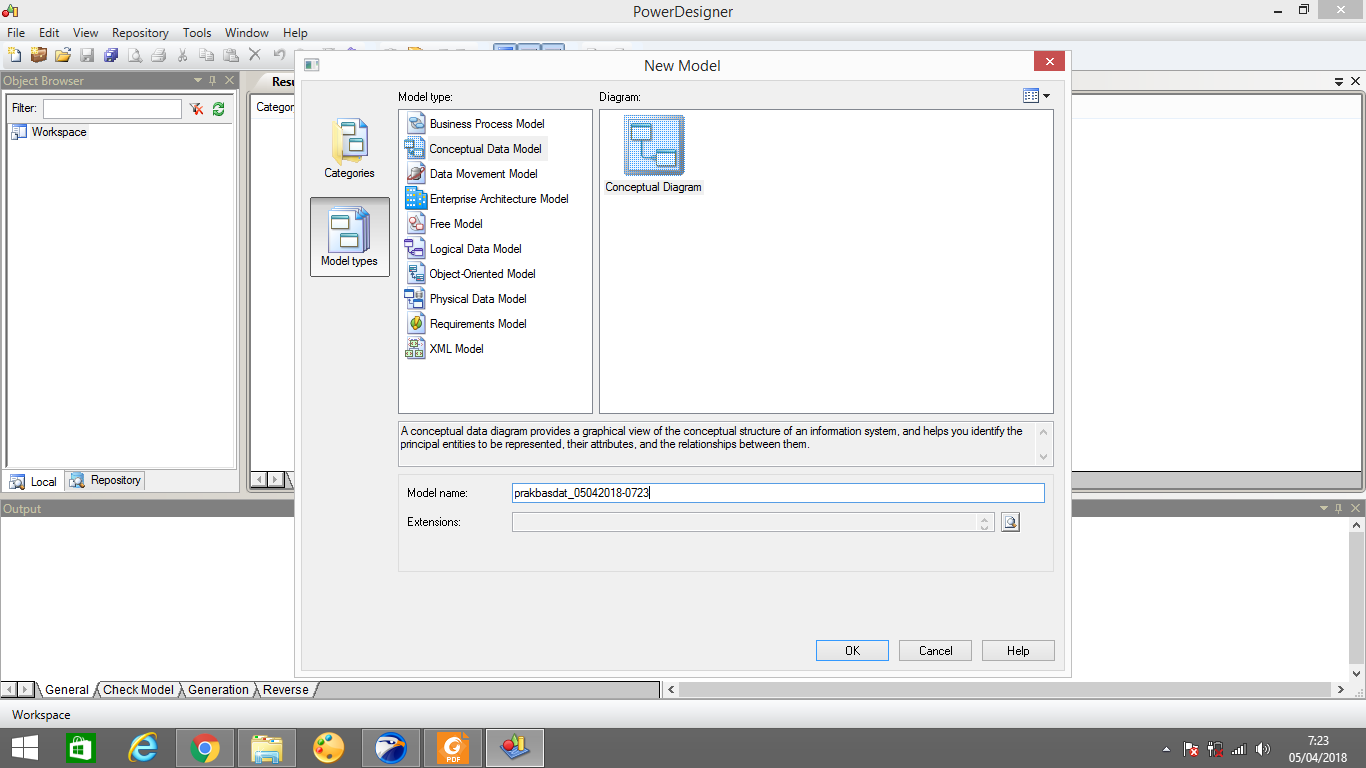 PowerDesigner
File Edit View Repository Tools Window Help
New Model
Object Browser
Filter:
Workspace
Local
Repository
Resu
Categor
Categories
Model types
Model type:
Business Process Model
Conceptual Data Model
Data Movement Model
Enterprise Architecture Model
Free Model
Logical Data Model
Object-Oriented Model
Physical Data Model
Requirements Model
XML Model
Diagram:
Conceptual Diagram
A conceptual data diagram provides a graphical view of the conceptual structure of an information system, and helps you identify the
principal entities to be represented, their attributes, and the relationships between them.
Model name: prakbasdat_05042018-0723
Extensions:
OK Cancel Help
Output
General Check Model Generation Reverse
Workspace
PDF
7:23
05/04/2018